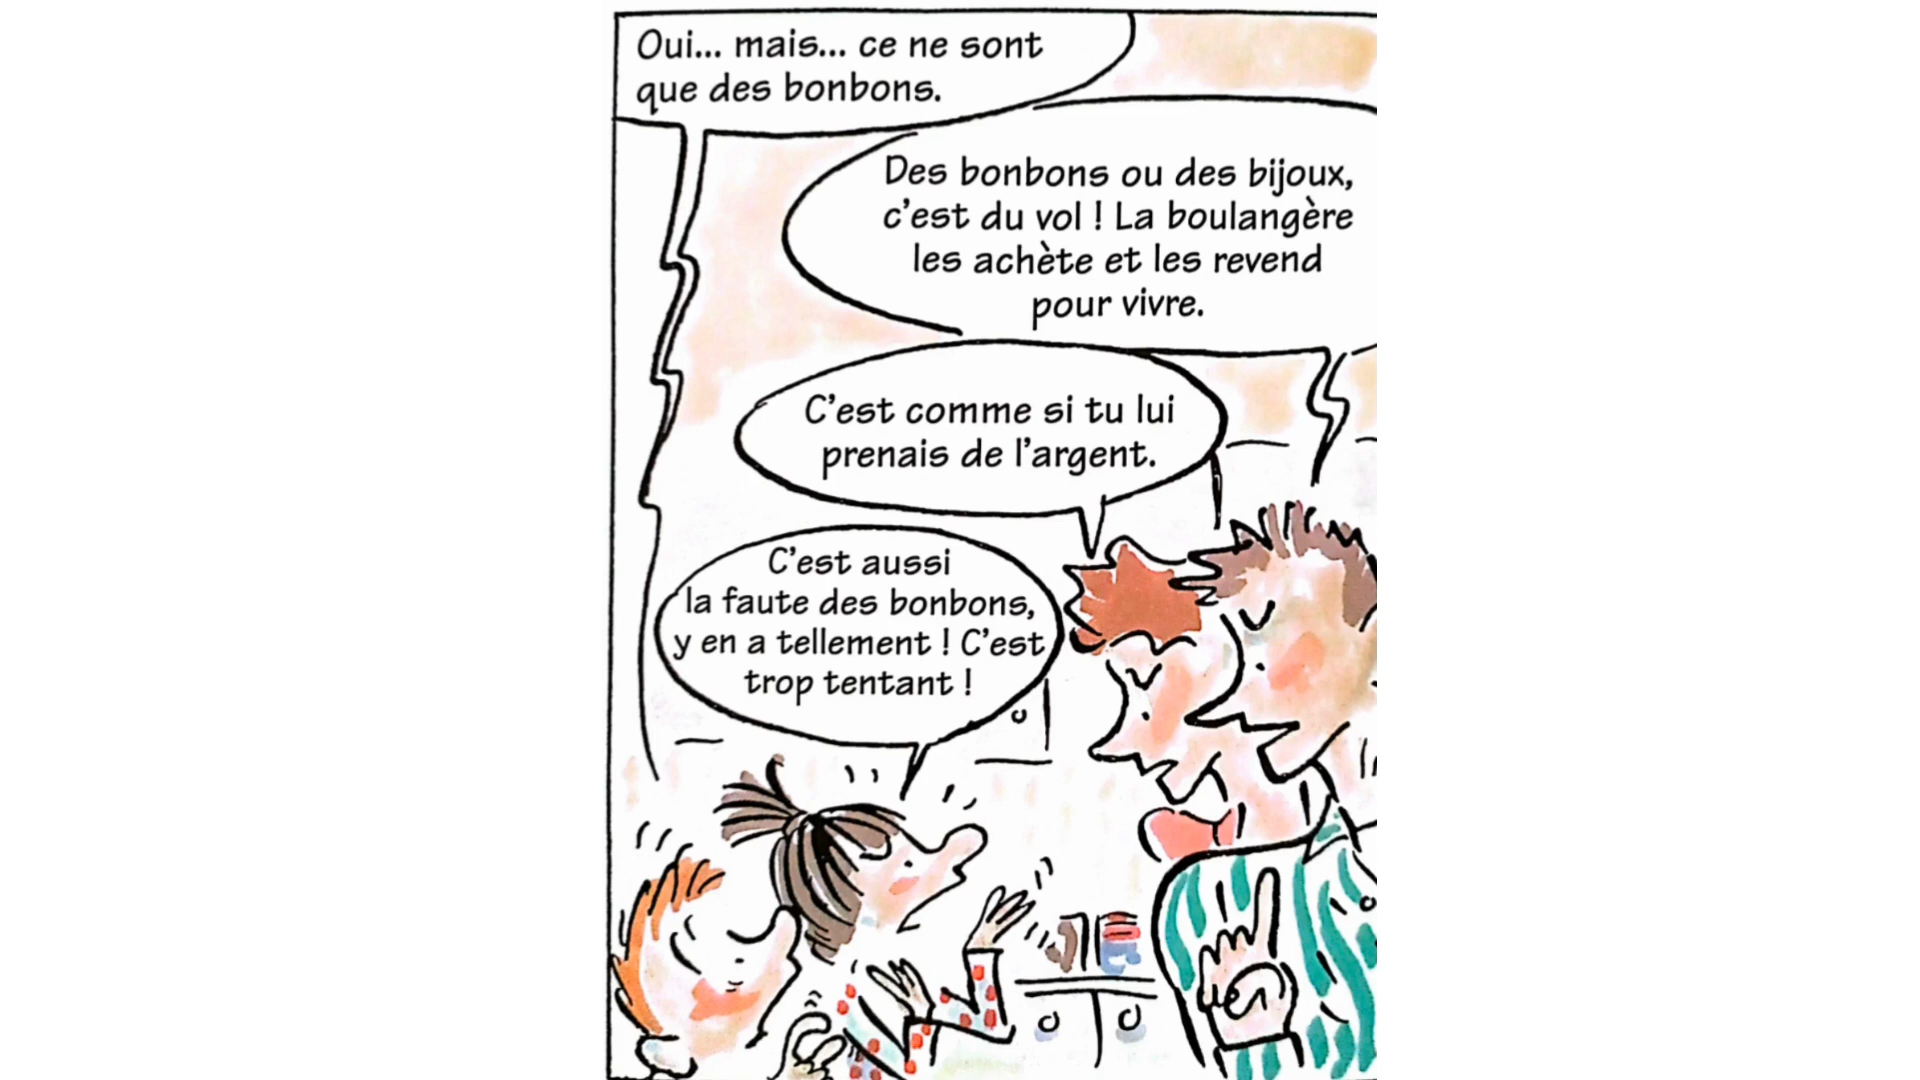 Oui... mais... ce ne sont
que des bonbons.
Des bonbons ou des bijoux,
c'est du vol ! La boulangère
les achète et les revend
pour vivre.
C'est comme si tu lui
prenais de l'argent.
C'est aussi
la faute des bonbons,
y en a tellement ! C'est
trop tentant !